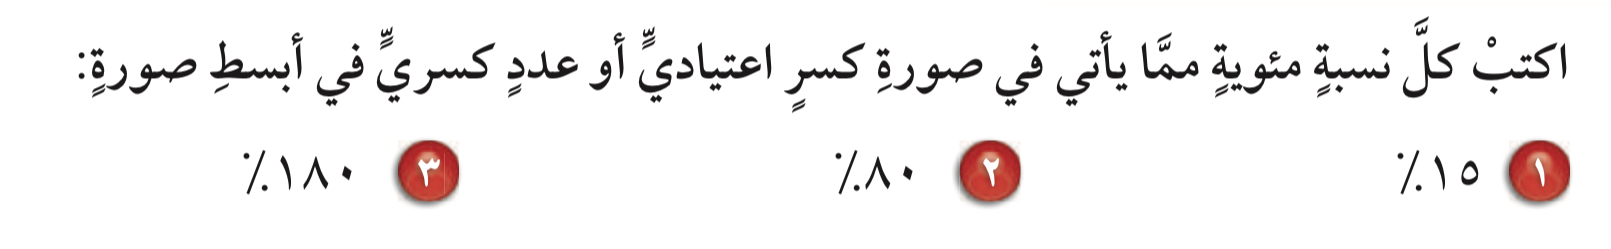 اكتبْ كلَّ نسبةٍ مئويةٍ ممَّا يأتي في صورةِ كسرٍ اعتياديٍّ أو عددٍ كسريٍّ في أبسطِ صورةٍ:
١ ١٥٪ ٢ ٨٠٪ ٣ ١٨٠٪